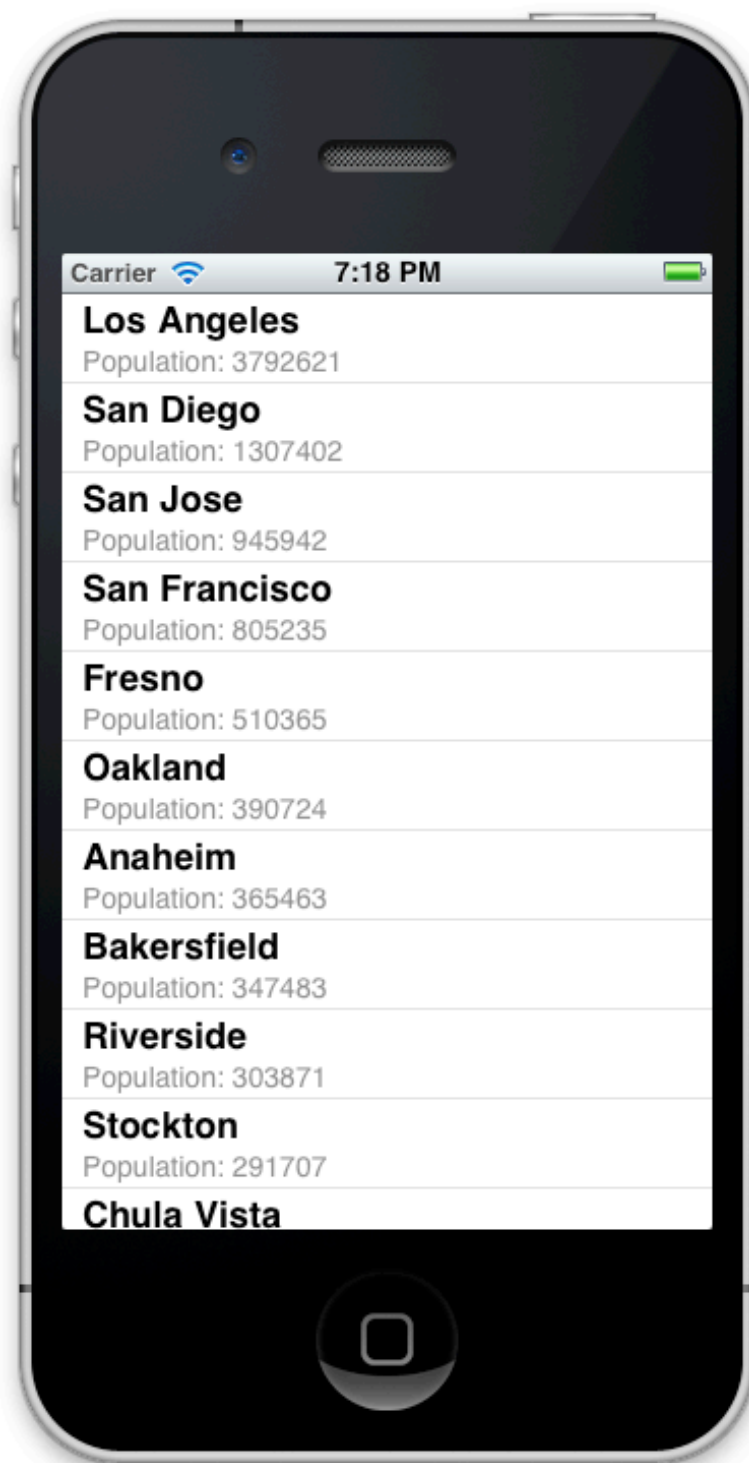 Carrier 7:18 PM
Los Angeles
Population: 3792621
San Diego
Population: 1307402
San Jose
Population: 945942
San Francisco
Population: 805235
Fresno
Population: 510365
Oakland
Population: 390724
Anaheim
Population: 365463
Bakersfield
Population: 347483
Riverside
Population: 303871
Stockton
Population: 291707
Chula Vista